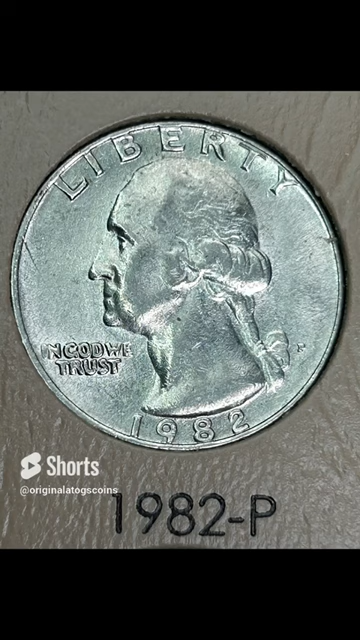 LIBERTY
IN GOD WE
TRUST
P
1982
Shorts
@originalatogscoins
1982-P